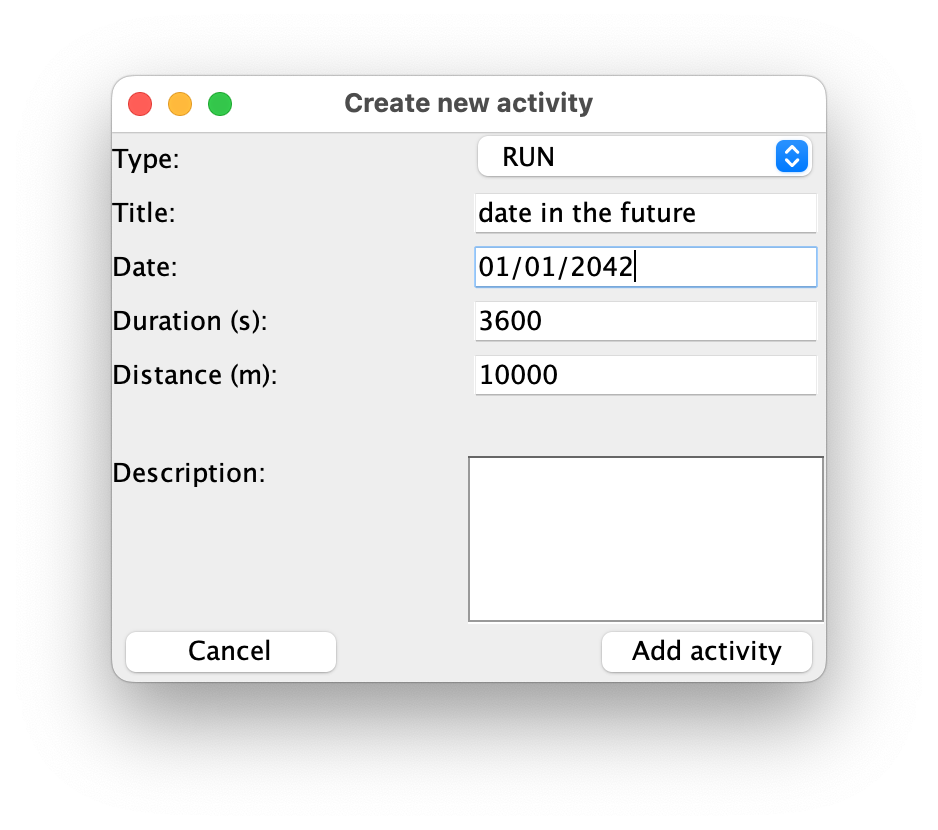 Create new activity
Type: RUN
Title: date in the future
Date: 01/01/2042
Duration (s): 3600
Distance (m): 10000
Description:
Cancel Add activity